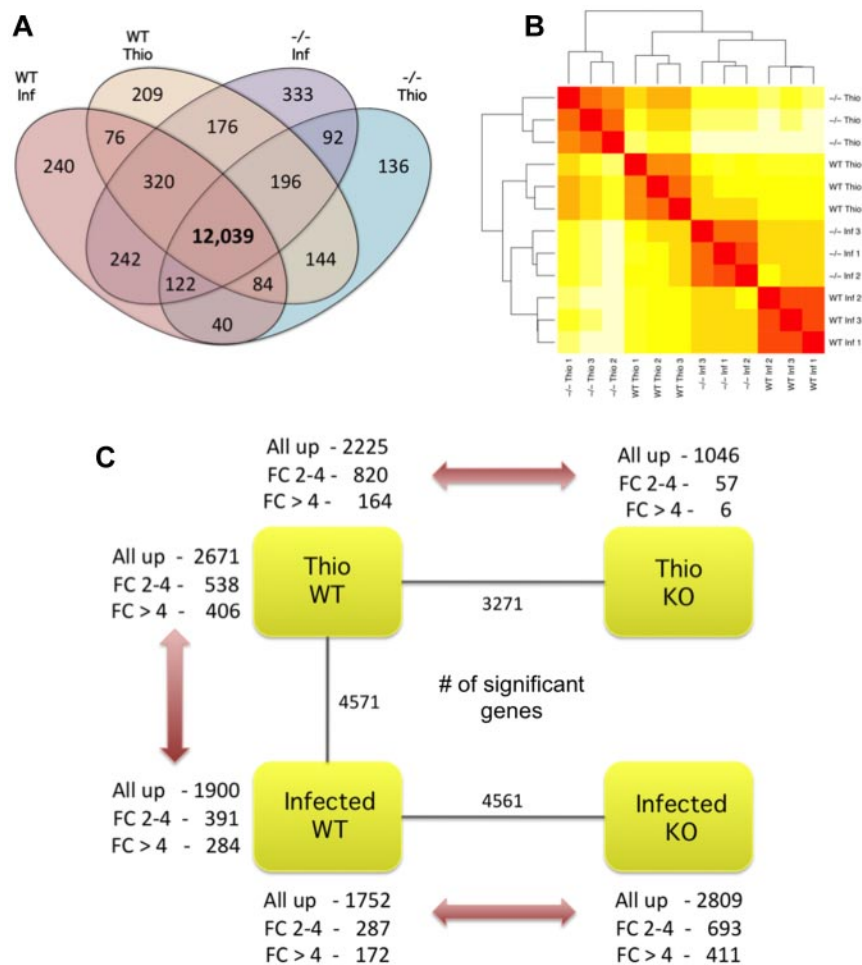 A
WT
Inf
WT
Thio
-/-
Inf
-/-
Thio
209
333
76
176
92
240
136
320
196
12,039
242
144
122
84
40
B
-/- Thio
-/- Thio
-/- Thio
WT Thio
WT Thio
WT Thio
-/- Inf 3
-/- Inf 1
-/- Inf 2
WT Inf 2
WT Inf 3
WT Inf 1
-/- Thio 1
-/- Thio 3
-/- Thio 2
WT Thio 1
WT Thio 2
WT Thio 3
-/- Inf 3
-/- Inf 1
-/- Inf 2
WT Inf 2
WT Inf 3
WT Inf 1
C
All up - 2225
FC 2-4 - 820
FC > 4 - 164
All up - 1046
FC 2-4 - 57
FC > 4 - 6
All up - 2671
FC 2-4 - 538
FC > 4 - 406
Thio
WT
3271
Thio
KO
4571
# of significant
genes
All up - 1900
FC 2-4 - 391
FC > 4 - 284
Infected
WT
4561
Infected
KO
All up - 1752
FC 2-4 - 287
FC > 4 - 172
All up - 2809
FC 2-4 - 693
FC > 4 - 411